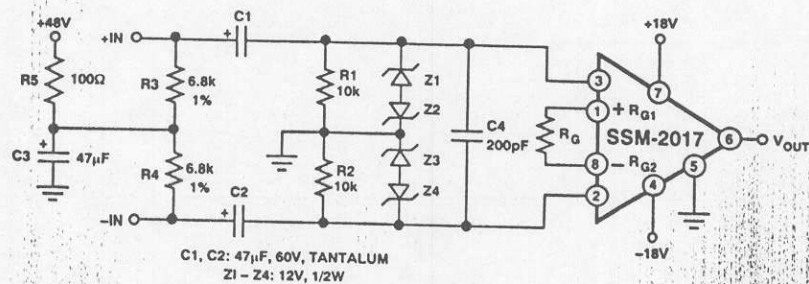 +48V
R5
100Ω
C3
47µF
+IN
R3
6.8k
1%
R4
6.8k
1%
–IN
C1
+
C2
+
+
R1
10k
R2
10k
Z1
Z2
Z3
Z4
C4
200pF
RG
+18V
3
1
+ RG1
7
SSM-2017
6
VOUT
8
– RG2
5
2
4
–18V
C1, C2: 47µF, 60V, TANTALUM
Z1 – Z4: 12V, 1/2W